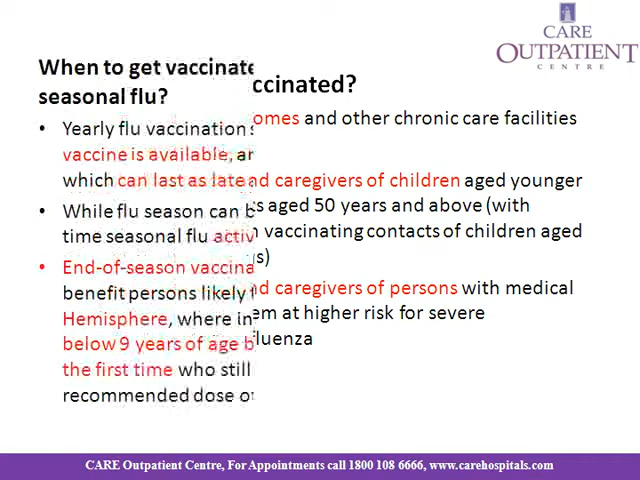 CARE
OUTPATIENT
CENTRE
When to get vaccinate
seasonal flu?
• Yearly flu vaccination
vaccine is available, ar
which can last as late
• While flu season can b
time seasonal flu activ
• End-of-season vaccina
benefit persons likely
Hemisphere, where in
below 9 years of age b
the first time who still
recommended dose o
ccinated?
omes and other chronic care facilities
nd caregivers of children aged younger
s aged 50 years and above (with
n vaccinating contacts of children aged
s)
nd caregivers of persons with medical
em at higher risk for severe
fluenza
CARE Outpatient Centre, For Appointments call 1800 108 6666, www.carehospitals.com